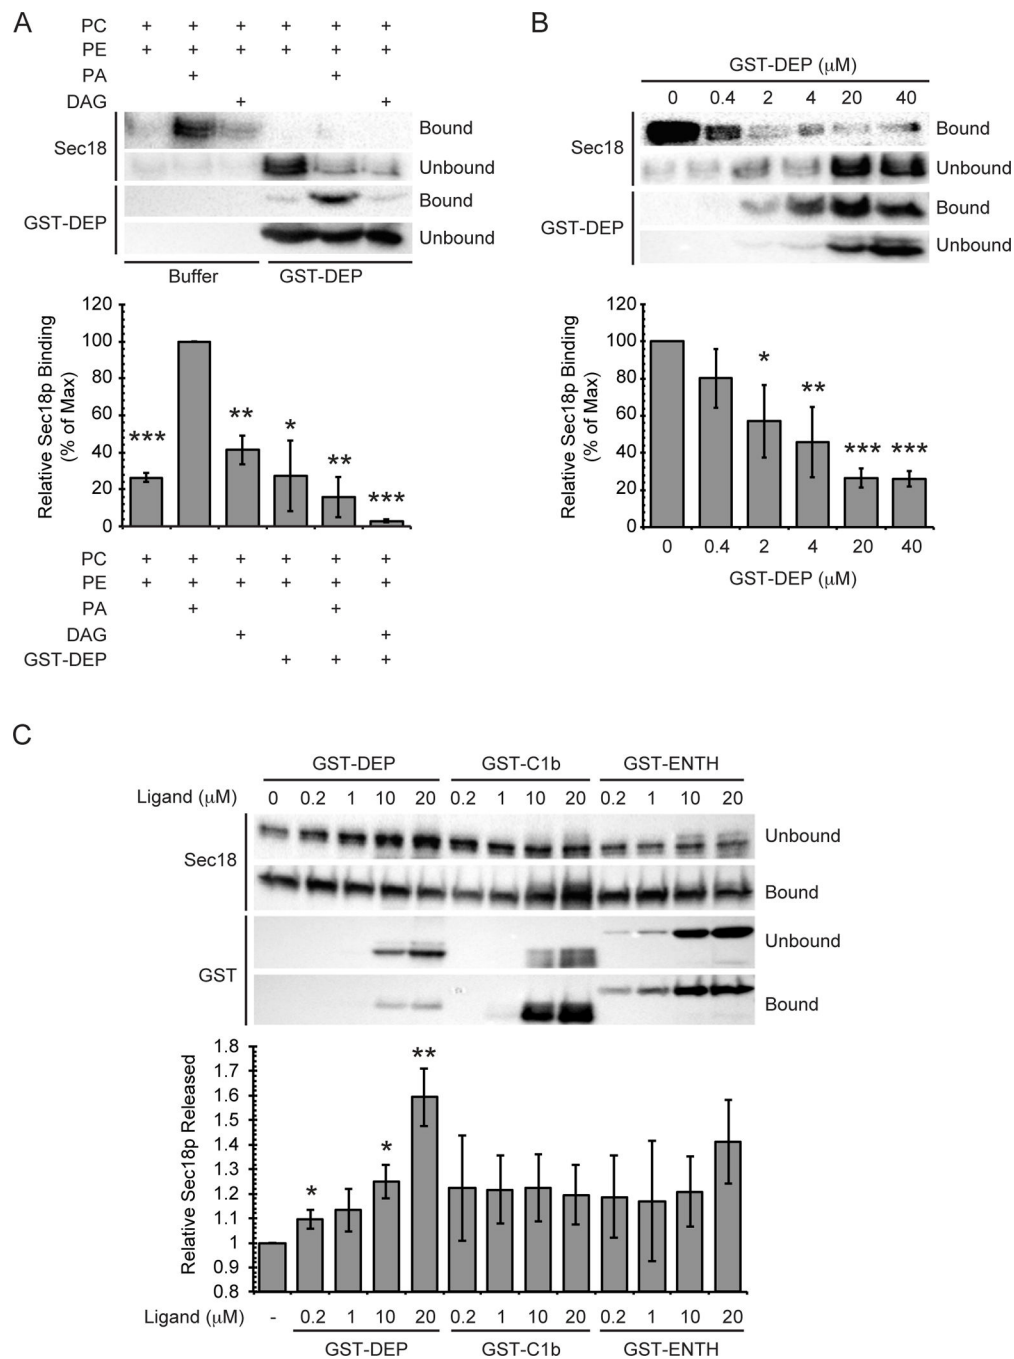 A
PC + + + + + +
PE + + + + + +
PA + +
DAG + +
Sec18
Bound
Unbound
GST-DEP
Bound
Unbound
Buffer GST-DEP
Relative Sec18p Binding
(% of Max)
120
100
80
60
40
20
0
*** ** * ** ***
PC + + + + + +
PE + + + + + +
PA + +
DAG + +
GST-DEP + + +
B
GST-DEP (μM)
0 0.4 2 4 20 40
Sec18
Bound
Unbound
GST-DEP
Bound
Unbound
Relative Sec18p Binding
(% of Max)
120
100
80
60
40
20
0
* ** *** ***
0 0.4 2 4 20 40
GST-DEP (μM)
C
GST-DEP GST-C1b GST-ENTH
Ligand (μM) 0 0.2 1 10 20 0.2 1 10 20 0.2 1 10 20
Sec18
Unbound
Bound
GST
Unbound
Bound
Relative Sec18p Released
1.8
1.7
1.6
1.5
1.4
1.3
1.2
1.1
1
0.9
0.8
* * **
Ligand (μM) - 0.2 1 10 20 0.2 1 10 20 0.2 1 10 20
GST-DEP GST-C1b GST-ENTH